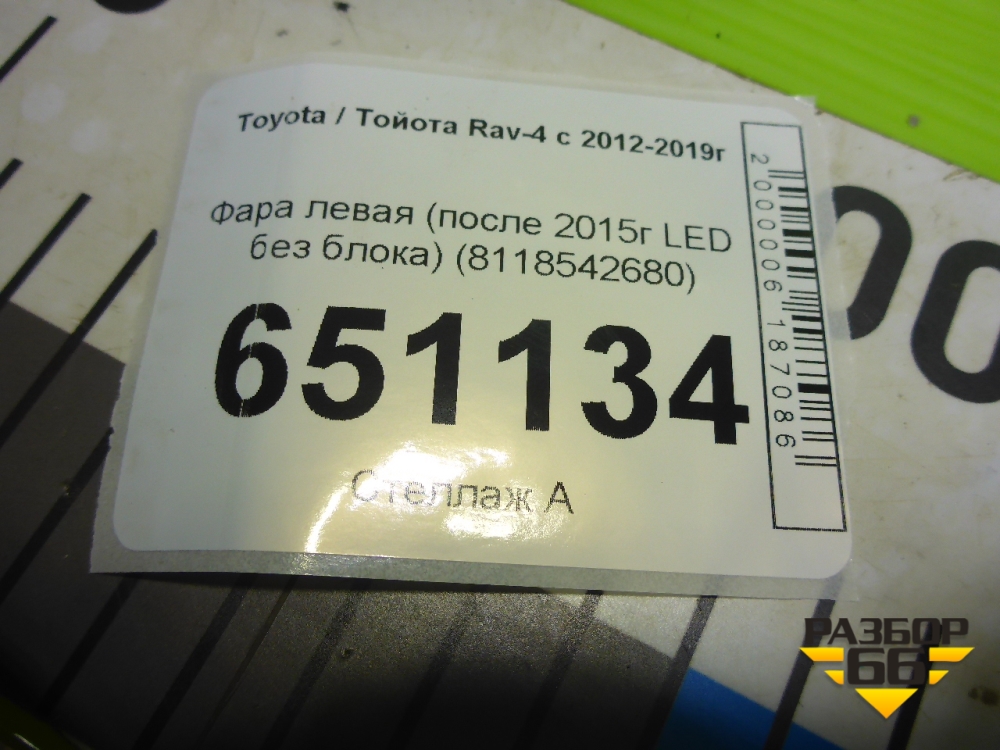 Toyota / Тойота Rav-4 с 2012-2019г
Фара левая (после 2015г LED
без блока) (8118542680)
651134
Стеллаж А
2000006187086
РАЗБОР
66